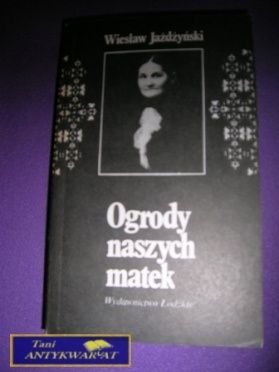 Wiesław Jażdżyński
Ogrody
naszych
matek
Wydawnictwo Łódzkie
Tani
ANTYKWARIAT